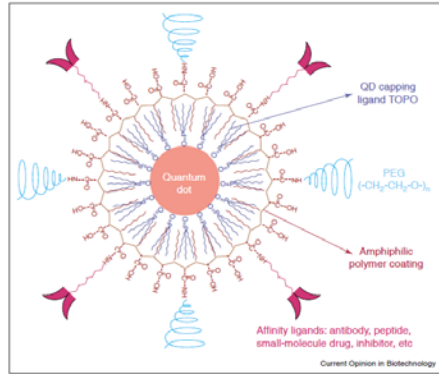 QD capping
ligand TOPO
Quantum
dot
PEG
(-CH₂-CH₂-O-)ₙ
Amphiphilic
polymer coating
Affinity ligands: antibody, peptide,
small-molecule drug, inhibitor, etc
Current Opinion in Biotechnology